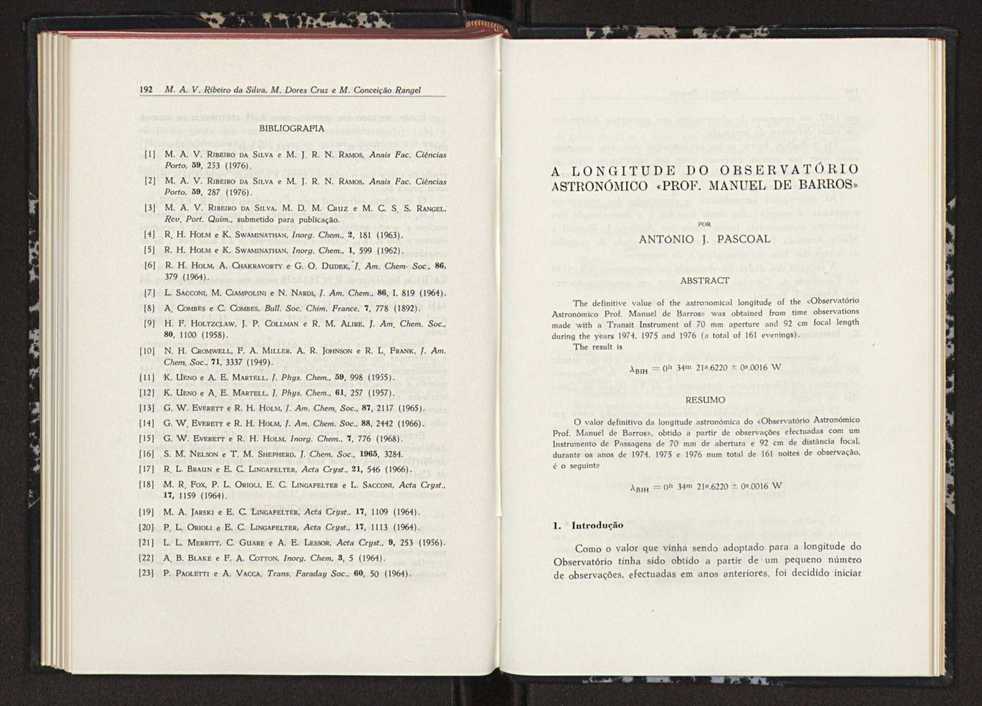 192 M. A. V. Ribeiro da Silva, M. Dores Cruz e M. Conceição Rangel
BIBLIOGRAFIA
[1] M. A. V. RIBEIRO DA SILVA e M. J. R. N. RAMOS, Anais Fac. Ciências
Porto, 59, 253 (1976).
[2] M. A. V. RIBEIRO DA SILVA e M. J. R. N. RAMOS, Anais Fac. Ciências
Porto, 59, 287 (1976).
[3] M. A. V. RIBEIRO DA SILVA, M. D. M. CRUZ e M. C. S. S. RANGEL,
Rev. Port. Quím., submetido para publicação.
[4] R. H. HOLM e K. SWAMINATHAN, Inorg. Chem., 2, 181 (1963).
[5] R. H. HOLM e K. SWAMINATHAN, Inorg. Chem., 1, 599 (1962).
[6] R. H. HOLM, A. CHAKRAVORTY e G. O. DUDEK, J. Am. Chem. Soc., 86,
379 (1964).
[7] L. SACCONI, M. CIAMPOLINI e N. NARDI, J. Am. Chem., 86, I, 819 (1964).
[8] A. COMBES e C. COMBES, Bull. Soc. Chim. France, 7, 778 (1892).
[9] H. F. HOLTZCLAW, J. P. COLLMAN e R. M. ALIRE, J. Am. Chem. Soc.,
80, 1100 (1958).
[10] N. H. CROMWELL, F. A. MILLER, A. R. JOHNSON e R. L. FRANK, J. Am.
Chem. Soc., 71, 3337 (1949).
[11] K. UENO e A. E. MARTELL, J. Phys. Chem., 59, 998 (1955).
[12] K. UENO e A. E. MARTELL, J. Phys. Chem., 61, 257 (1957).
[13] G. W. EVERETT e R. H. HOLM, J. Am. Chem. Soc., 87, 2117 (1965).
[14] G. W. EVERETT e R. H. HOLM, J. Am. Chem. Soc., 88, 2442 (1966).
[15] G. W. EVERETT e R. H. HOLM, Inorg. Chem., 7, 776 (1968).
[16] S. M. NELSON e T. M. SHEPHERD, J. Chem. Soc., 1965, 3284.
[17] R. L. BRAUN e E. C. LINGAFELTER, Acta Cryst., 21, 546 (1966).
[18] M. R. FOX, P. L. ORIOLI, E. C. LINGAFELTER e L. SACCONI, Acta Cryst.,
17, 1159 (1964).
[19] M. A. JARSKI e E. C. LINGAFELTER, Acta Cryst., 17, 1109 (1964).
[20] P. L. ORIOLI e E. C. LINGAFELTER, Acta Cryst., 17, 1113 (1964).
[21] L. L. MERRITT, C. GUARE e A. E. LESSOR, Acta Cryst., 9, 253 (1956).
[22] A. B. BLAKE e F. A. COTTON, Inorg. Chem., 3, 5 (1964).
[23] P. PAOLETTI e A. VACCA, Trans. Faraday Soc., 60, 50 (1964).
A LONGITUDE DO OBSERVATÓRIO
ASTRONÓMICO «PROF. MANUEL DE BARROS»
POR
ANTÓNIO J. PASCOAL
ABSTRACT
The definitive value of the astronomical longitude of the «Observatório
Astronómico Prof. Manuel de Barros» was obtained from time observations
made with a Transit Instrument of 70 mm aperture and 92 cm focal length
during the years 1974, 1975 and 1976 (a total of 161 evenings).
The result is
λBIH = 0h 34m 21s.6220 ± 0s.0016 W
RESUMO
O valor definitivo da longitude astronómica do «Observatório Astronómico
Prof. Manuel de Barros», obtido a partir de observações efectuadas com um
Instrumento de Passagens de 70 mm de abertura e 92 cm de distância focal,
durante os anos de 1974, 1975 e 1976 num total de 161 noites de observação,
é o seguinte
λBIH = 0h 34m 21s.6220 ± 0s.0016 W
1. Introdução
Como o valor que vinha sendo adoptado para a longitude do
Observatório tinha sido obtido a partir de um pequeno número
de observações, efectuadas em anos anteriores, foi decidido iniciar